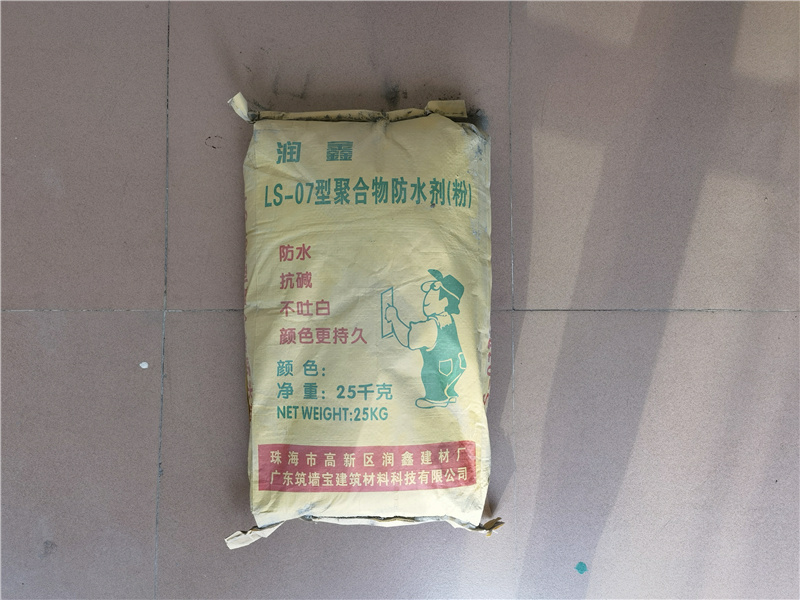 润鑫
LS-07型聚合物防水剂(粉)
防水
抗碱
不吐白
颜色更持久
颜色:
净重:25千克
NET WEIGHT:25KG
珠海市高新区润鑫建材厂
广东筑墙宝建筑材料科技有限公司